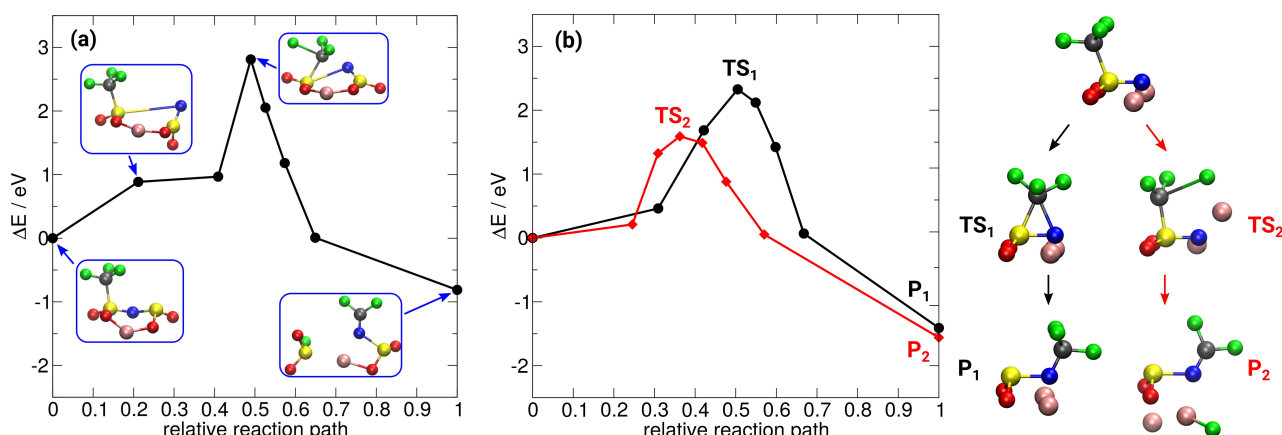 (a)
ΔE / eV
3
2
1
0
-1
-2
0 0.1 0.2 0.3 0.4 0.5 0.6 0.7 0.8 0.9 1
relative reaction path
(b)
ΔE / eV
3
2
1
0
-1
-2
TS1
TS2
P1
P2
0 0.1 0.2 0.3 0.4 0.5 0.6 0.7 0.8 0.9 1
relative reaction path
TS1
TS2
P1
P2